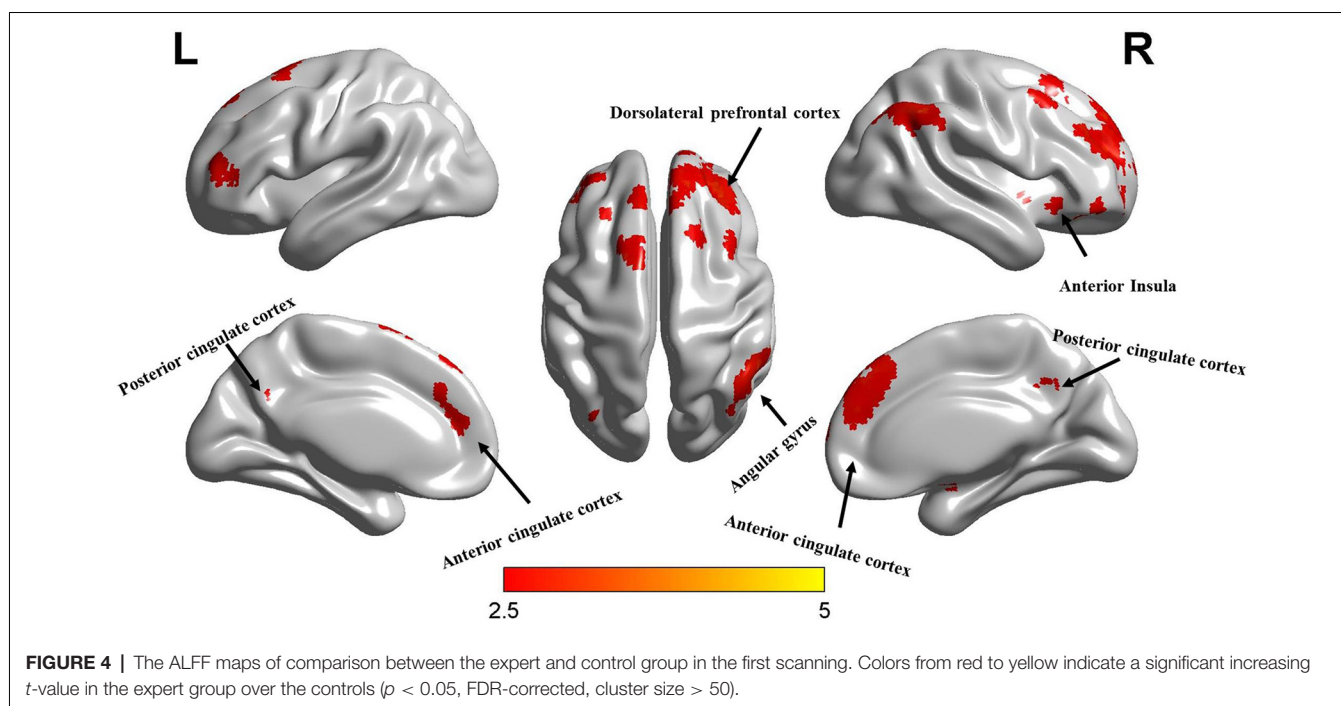 L
R
Dorsolateral prefrontal cortex
Anterior Insula
Posterior cingulate cortex
Posterior cingulate cortex
Angular gyrus
Anterior cingulate cortex
Anterior cingulate cortex
2.5
5
FIGURE 4 | The ALFF maps of comparison between the expert and control group in the first scanning. Colors from red to yellow indicate a significant increasing
t-value in the expert group over the controls (p < 0.05, FDR-corrected, cluster size > 50).